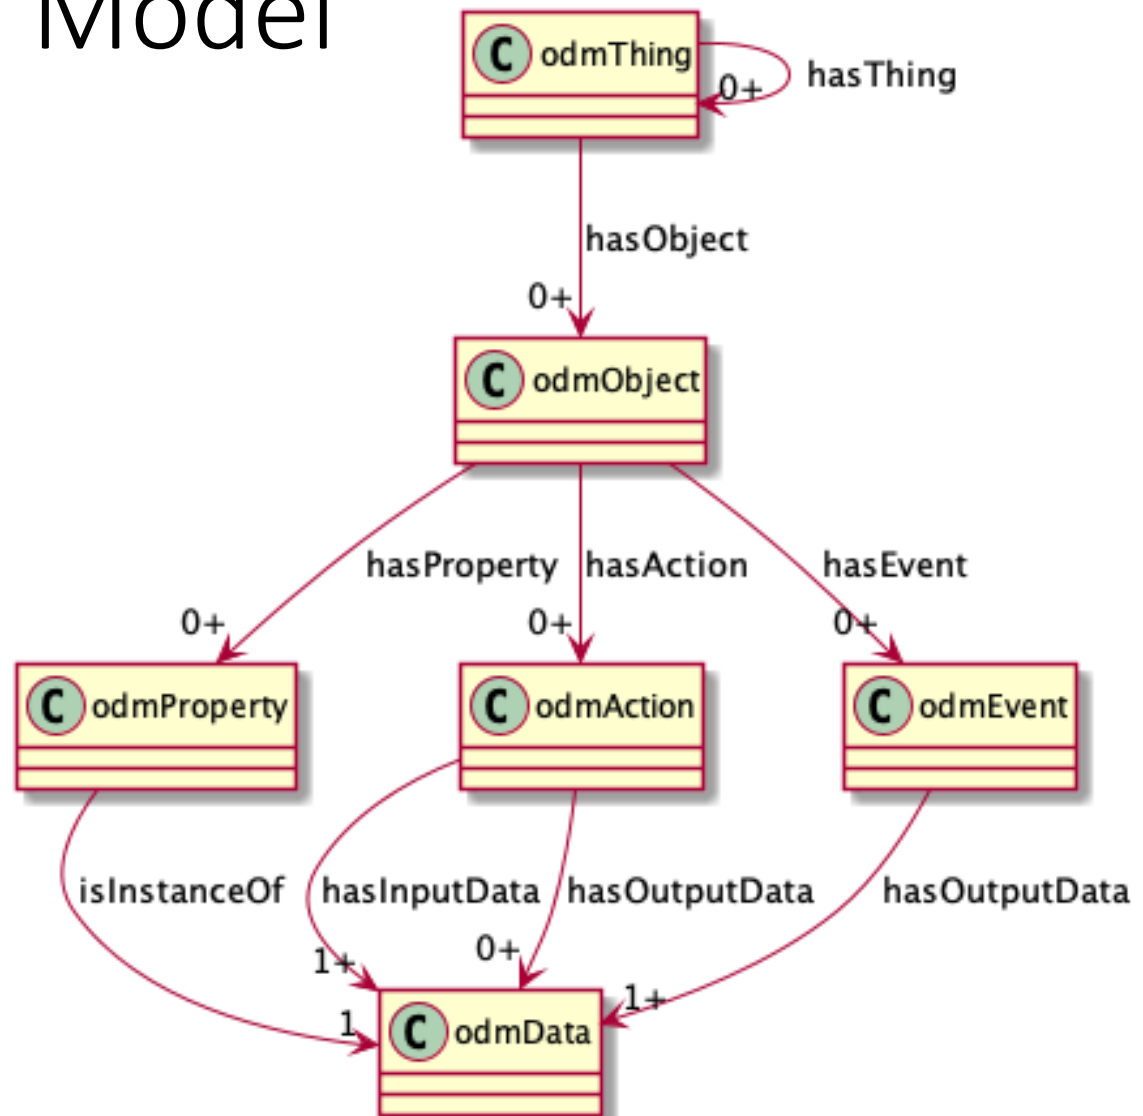 Model
C odmThing
0+ hasThing
hasObject
0+
C odmObject
hasProperty hasAction hasEvent
0+ 0+ 0+
C odmProperty C odmAction C odmEvent
isInstanceOf hasInputData hasOutputData hasOutputData
1+ 0+ 1+
1
C odmData